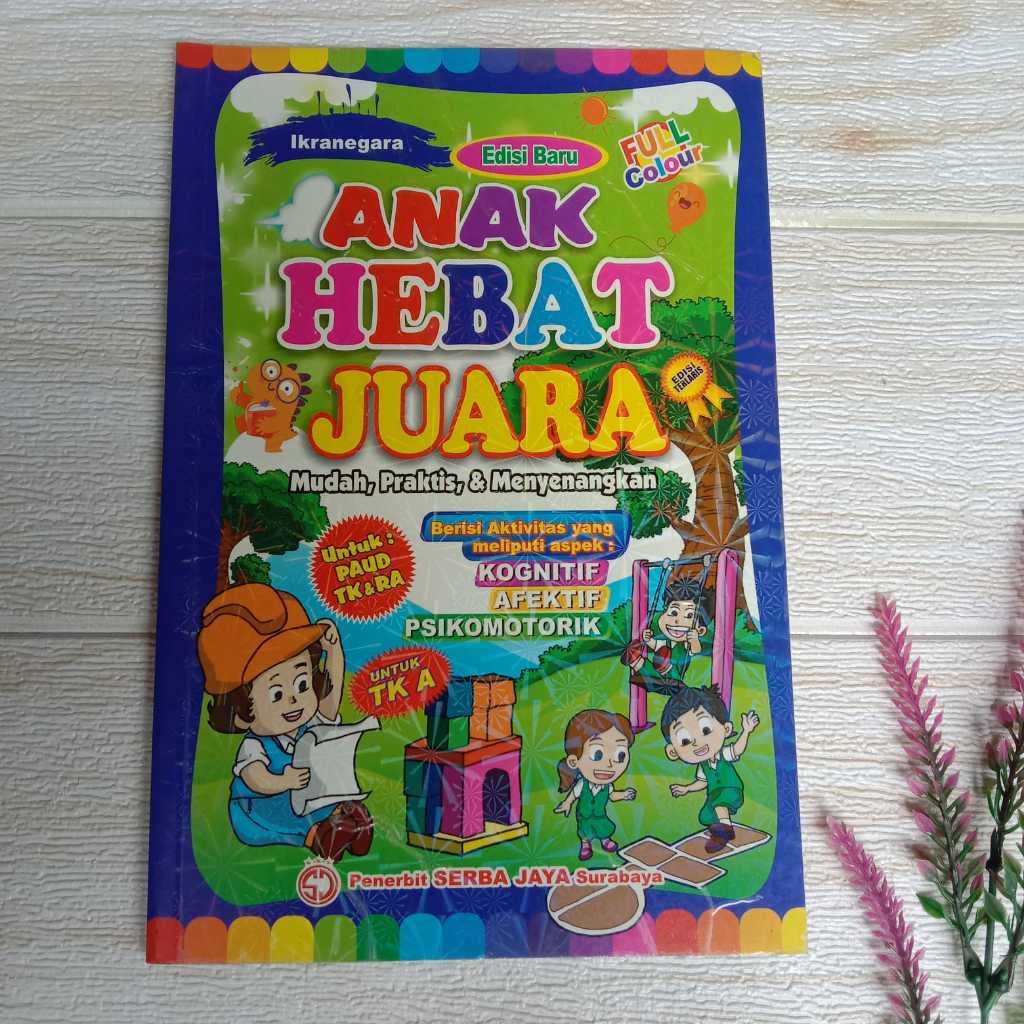 Ikranegara
Edisi Baru
FULL
Colour
ANAK
HEBAT
JUARA
EDISI
TERLARIS
Mudah, Praktis, & Menyenangkan
Untuk :
PAUD
TK & RA
Berisi Aktivitas yang
meliputi aspek :
KOGNITIF
AFEKTIF
PSIKOMOTORIK
UNTUK
TK A
SJ
Penerbit SERBA JAYA Surabaya